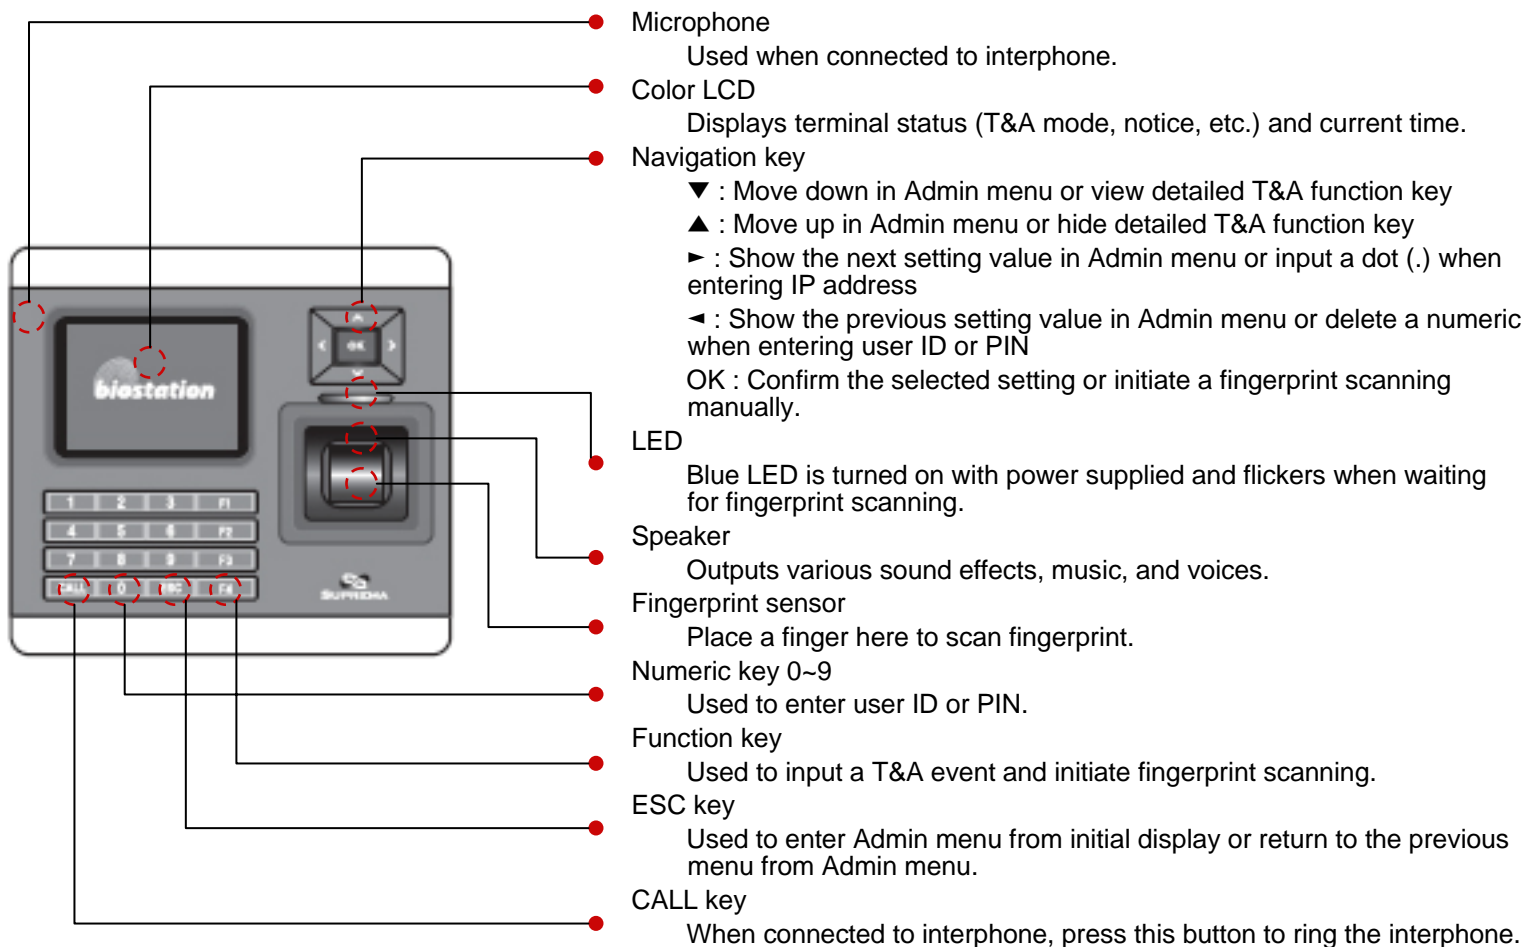 Microphone
Used when connected to interphone.
Color LCD
Displays terminal status (T&A mode, notice, etc.) and current time.
Navigation key
▼ : Move down in Admin menu or view detailed T&A function key
▲ : Move up in Admin menu or hide detailed T&A function key
► : Show the next setting value in Admin menu or input a dot (.) when
entering IP address
◄ : Show the previous setting value in Admin menu or delete a numeric
when entering user ID or PIN
OK : Confirm the selected setting or initiate a fingerprint scanning
manually.
LED
Blue LED is turned on with power supplied and flickers when waiting
for fingerprint scanning.
Speaker
Outputs various sound effects, music, and voices.
Fingerprint sensor
Place a finger here to scan fingerprint.
Numeric key 0~9
Used to enter user ID or PIN.
Function key
Used to input a T&A event and initiate fingerprint scanning.
ESC key
Used to enter Admin menu from initial display or return to the previous
menu from Admin menu.
CALL key
When connected to interphone, press this button to ring the interphone.
biostation
OK
1 2 3 F1
4 5 6 F2
7 8 9 F3
CALL 0 ESC F4
SUPREMA